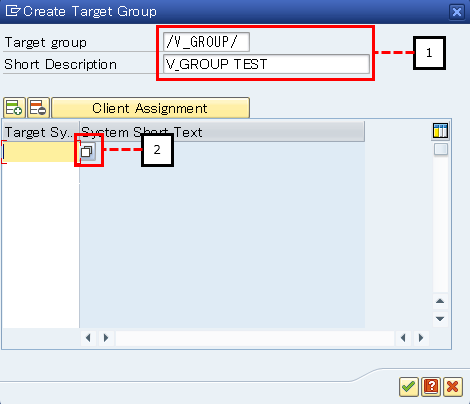 Create Target Group
Target group /V_GROUP/
1
Short Description V_GROUP TEST
Client Assignment
Target Sy.. System Short Text
2